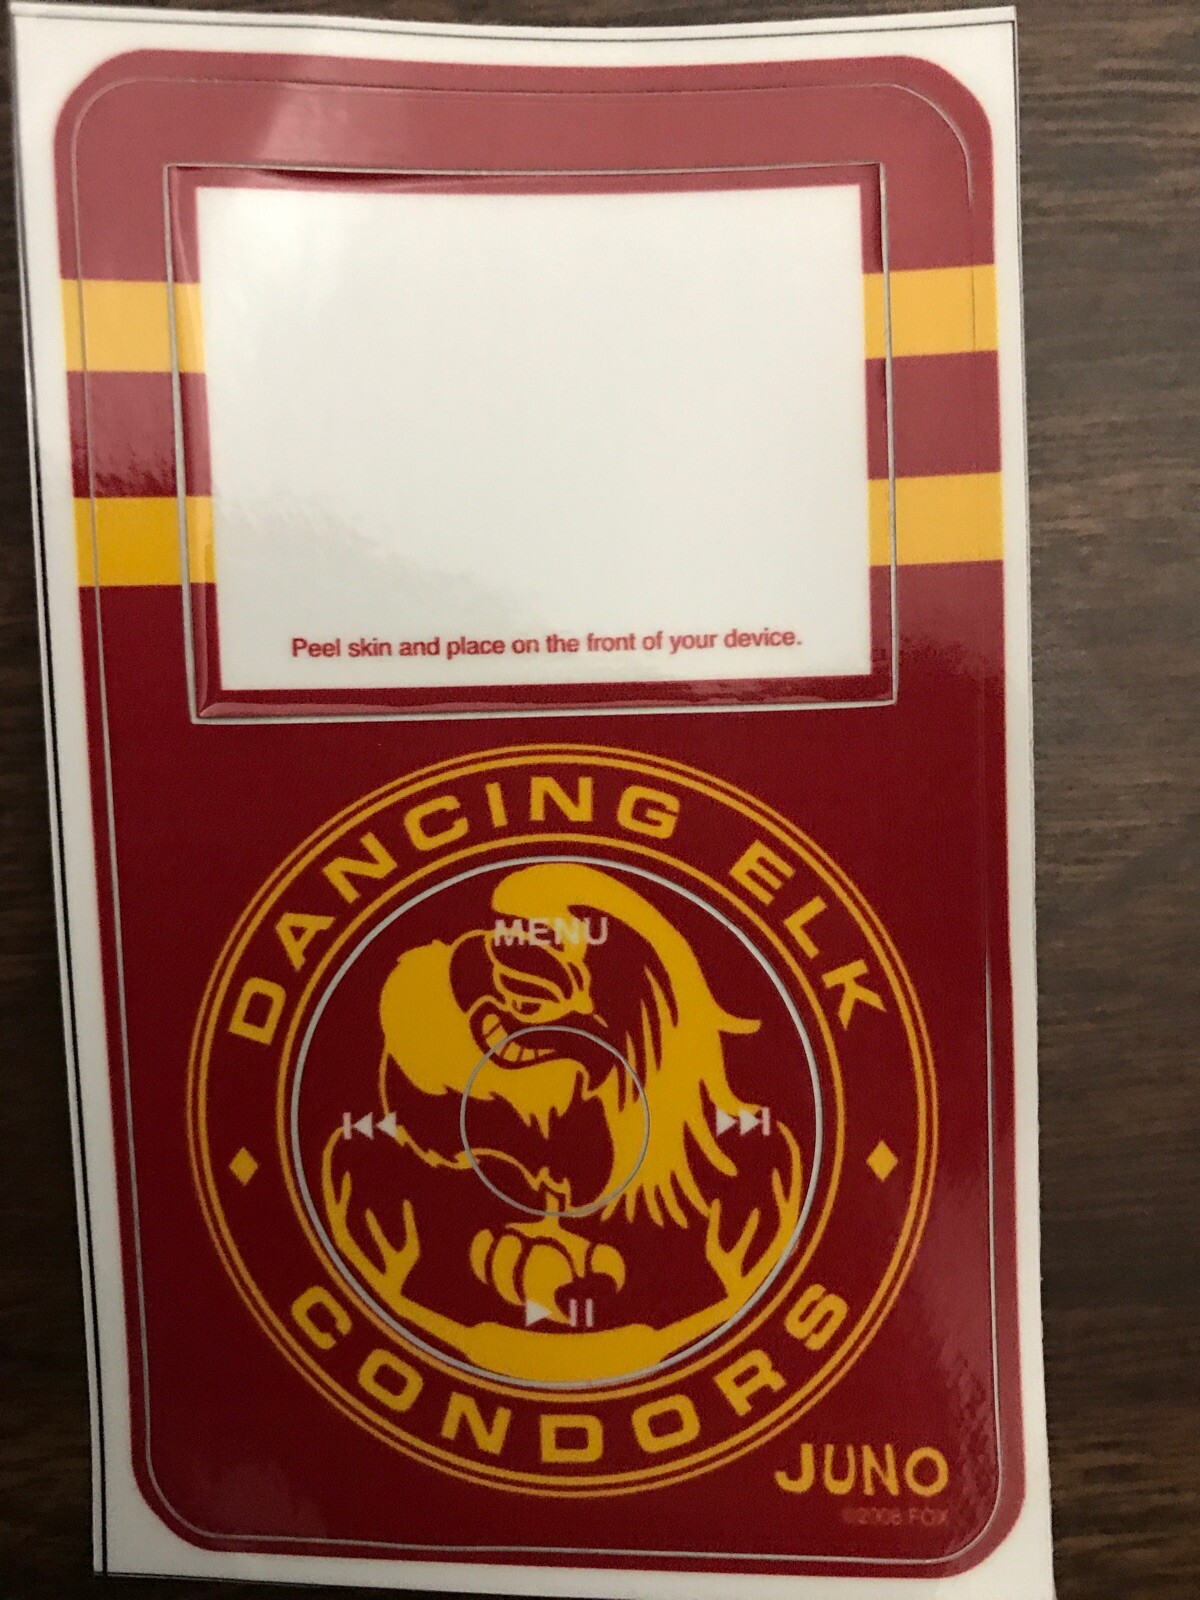 Peel skin and place on the front of your device.
DANCING ELK
MENU
CONDORS
JUNO
©2008 FOX